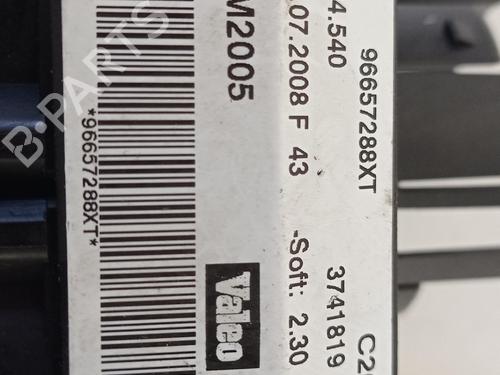 96657288XT
C2
4.540
3741819
.07.2008 F 43 -Soft: 2.30
M2005
Valeo
*96657288XT*
B-PARTS